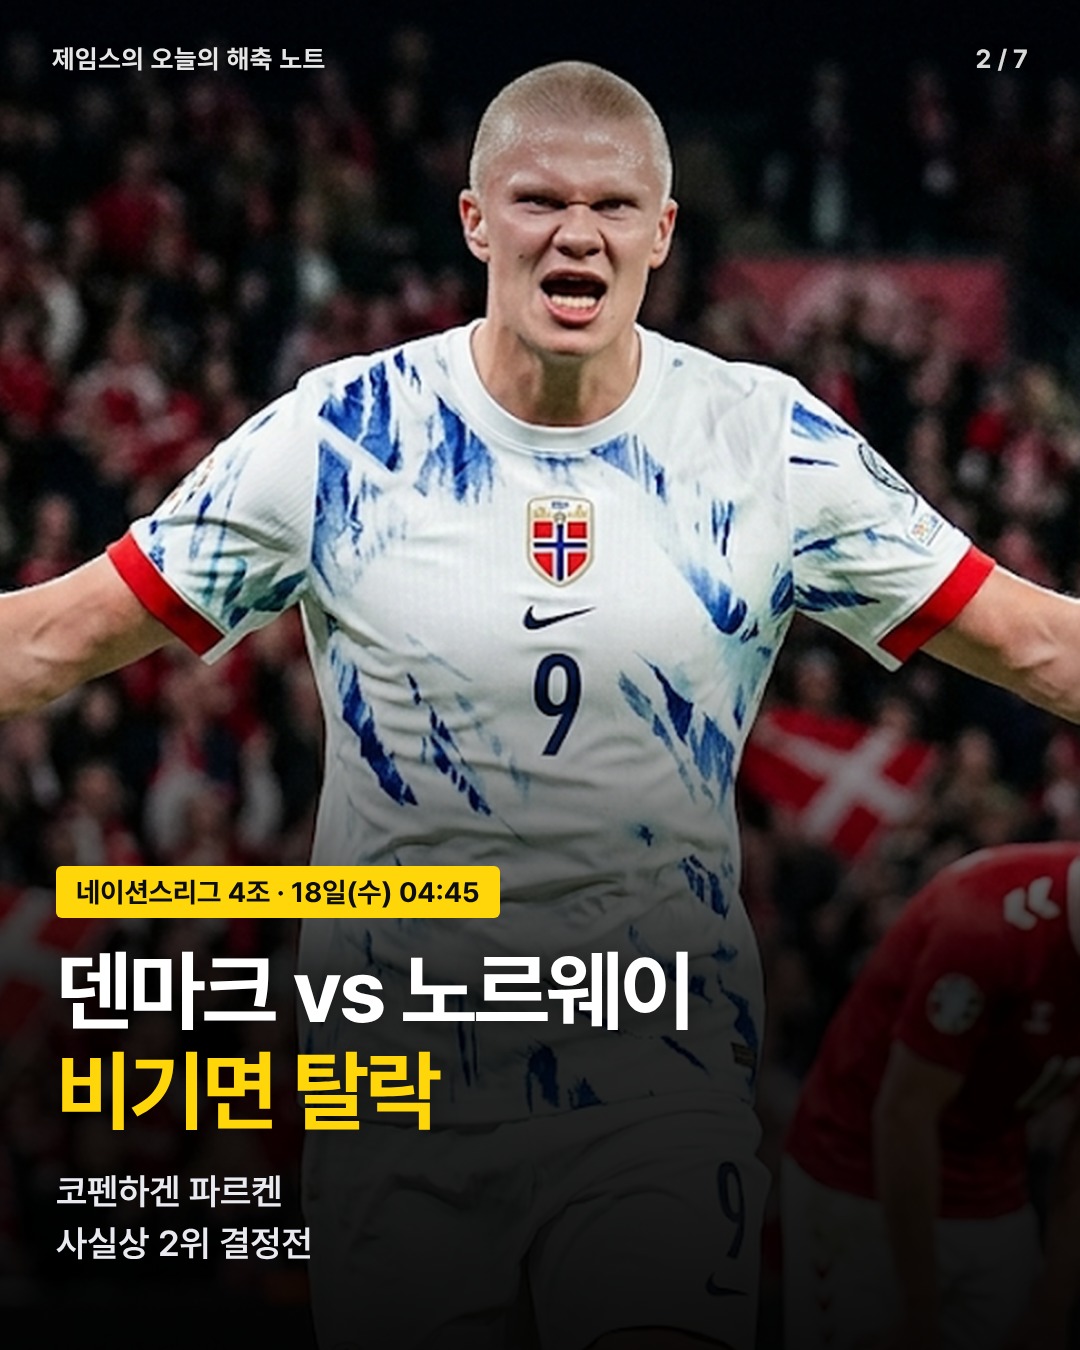 제임스의 오늘의 해축 노트
2 / 7
9
네이션스리그 4조 · 18일(수) 04:45
덴마크 vs 노르웨이
비기면 탈락
코펜하겐 파르켄
사실상 2위 결정전
9